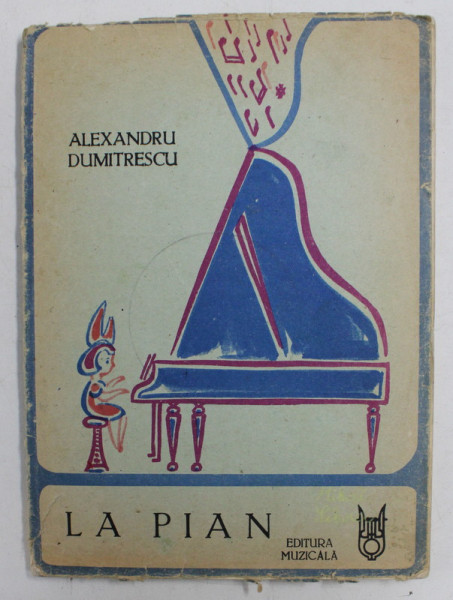 ALEXANDRU
DUMITRESCU
LA PIAN
EDITURA
MUZICALĂ